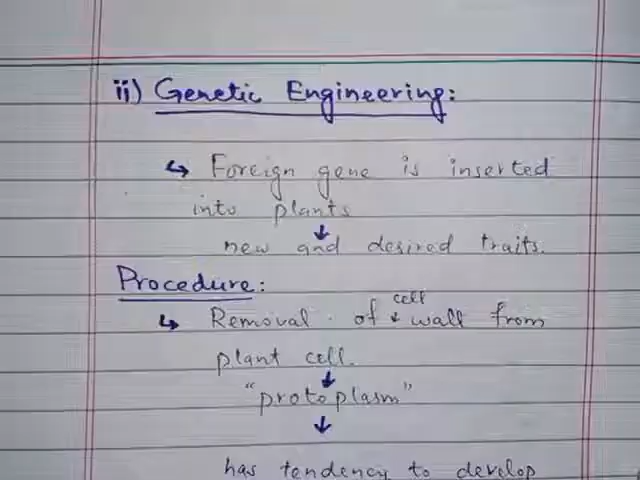 ii) Genetic Engineering:
↳ Foreign gene is inserted
into plants
↓
new and desired traits.
Procedure:
↳ Removal of cell wall from
plant cell.
↓
"protoplasm"
↓
has tendency to develop